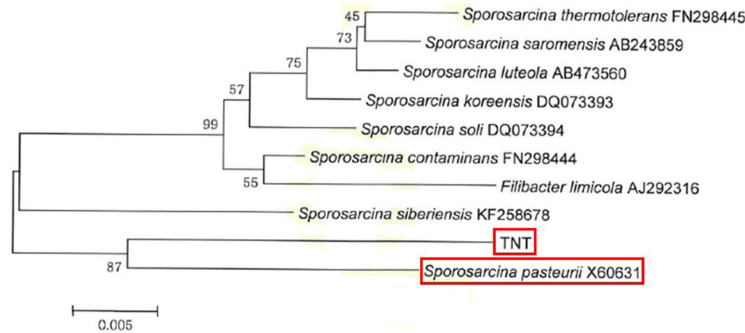 45
Sporosarcina thermotolerans FN298445
73
Sporosarcina saromensis AB243859
75
Sporosarcina luteola AB473560
57
Sporosarcina koreensis DQ073393
99
Sporosarcina soli DQ073394
Sporosarcina contaminans FN298444
55
Filibacter limicola AJ292316
Sporosarcina siberiensis KF258678
TNT
87
Sporosarcina pasteurii X60631
0.005